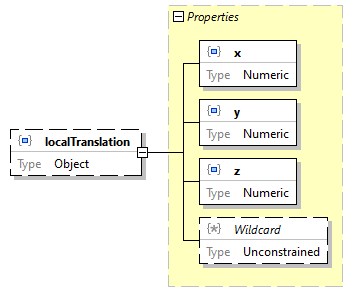 Properties
x
Type Numeric
y
Type Numeric
localTranslation
Type Object
z
Type Numeric
Wildcard
Type Unconstrained